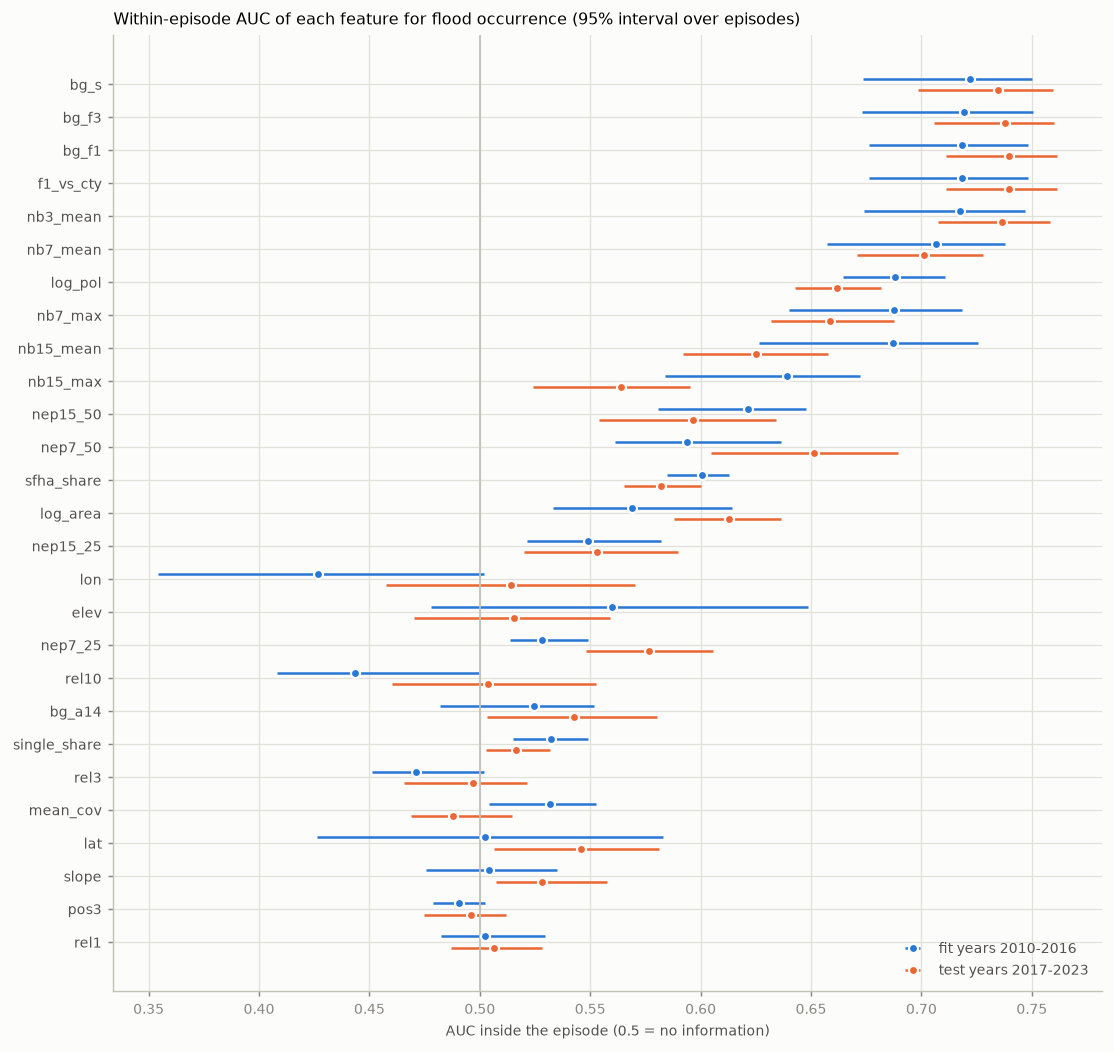 Within-episode AUC of each feature for flood occurrence (95% interval over episodes)
bg_s
bg_f3
bg_f1
f1_vs_cty
nb3_mean
nb7_mean
log_pol
nb7_max
nb15_mean
nb15_max
nep15_50
nep7_50
sfha_share
log_area
nep15_25
lon
elev
nep7_25
rel10
bg_a14
single_share
rel3
mean_cov
lat
slope
pos3
rel1
fit years 2010-2016
test years 2017-2023
0.35 0.40 0.45 0.50 0.55 0.60 0.65 0.70 0.75
AUC inside the episode (0.5 = no information)